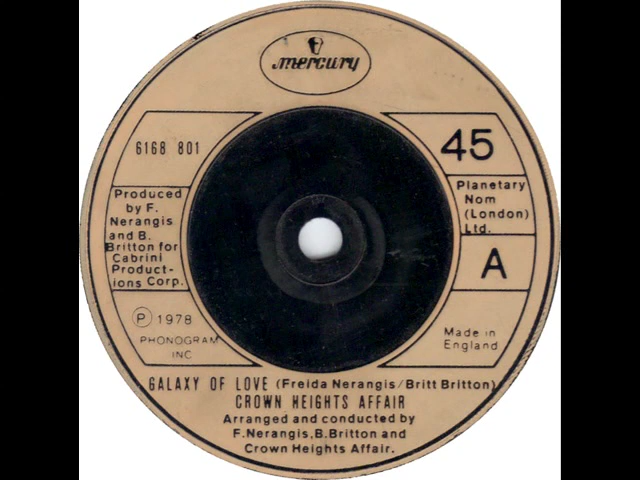 mercury
6168 801
45
Produced
by F.
Nerangis
and B.
Britton for
Cabrini
Product-
ions Corp.
Planetary
Nom
(London)
Ltd.
A
Ⓟ 1978
PHONOGRAM
INC
Made in
England
GALAXY OF LOVE (Freida Nerangis/Britt Britton)
CROWN HEIGHTS AFFAIR
Arranged and conducted by
F.Nerangis,B.Britton and
Crown Heights Affair.